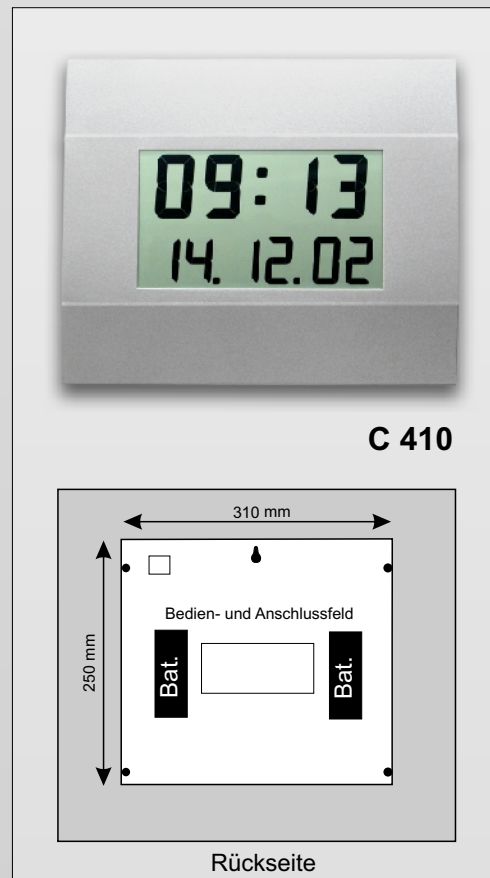 09:13
14.12.02
C 410
310 mm
250 mm
Bedien- und Anschlussfeld
Bat.
Bat.
Rückseite